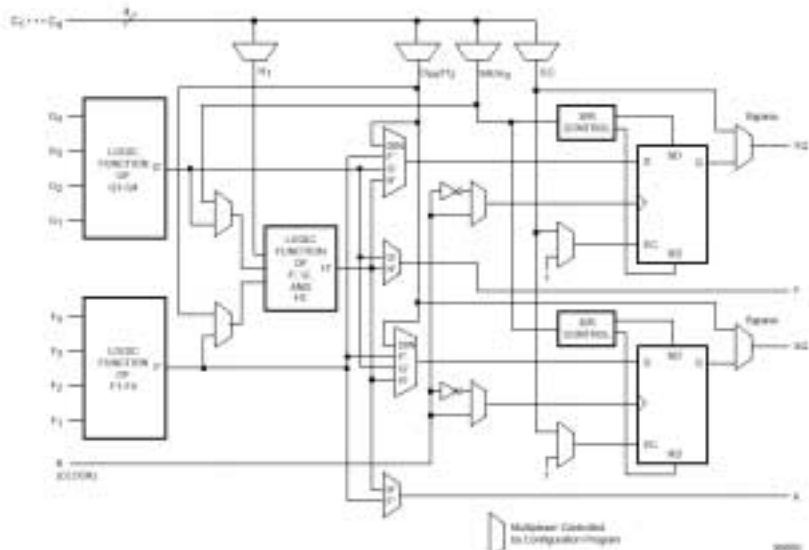 C1 ••• C4
4
H1
DIN/H2
SR/H0
EC
G4
G3
G2
G1
LOGIC
FUNCTION
OF
G1-G4
G'
S/R
CONTROL
Bypass
DIN
F'
G'
H'
D
SD
Q
EC
RD
1
LOGIC
FUNCTION
OF
F', G',
AND
H1
H'
G'
H'
Y
F4
F3
F2
F1
LOGIC
FUNCTION
OF
F1-F4
F'
S/R
CONTROL
Bypass
DIN
F'
G'
H'
D
SD
Q
EC
RD
1
K
(CLOCK)
H'
F'
X
Multiplexer Controlled
by Configuration Program